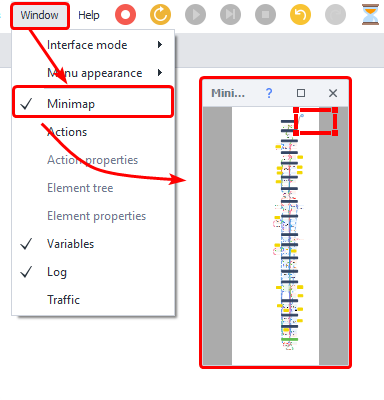 Window Help
Interface mode
Menu appearance
Minimap
Actions
Action properties
Element tree
Element properties
Variables
Log
Traffic
Mini... ?